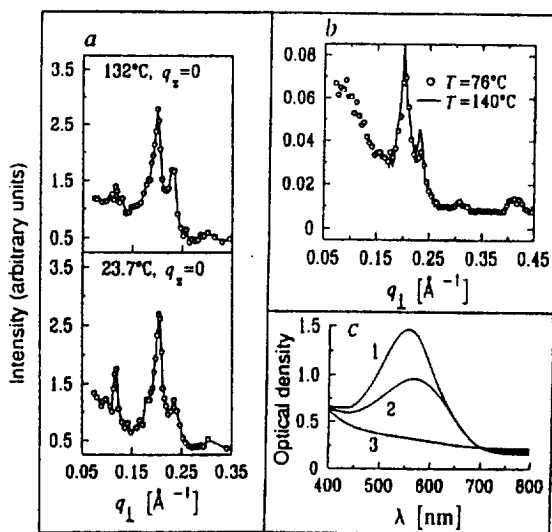 a
132°C, q_z=0
3.5
2.5
1.5
0.5
23.7°C, q_z=0
3.5
2.5
1.5
0.5
0.05 0.15 0.25 0.35
q⊥ [Å⁻¹]
Intensity (arbitrary units)
b
0.08
0.06
0.04
0.02
0
T=76°C
T=140°C
0.05 0.15 0.25 0.35 0.45
q⊥ [Å⁻¹]
c
1.5
1.0
0.5
0
1
2
3
400 500 600 700 800
λ [nm]
Optical density